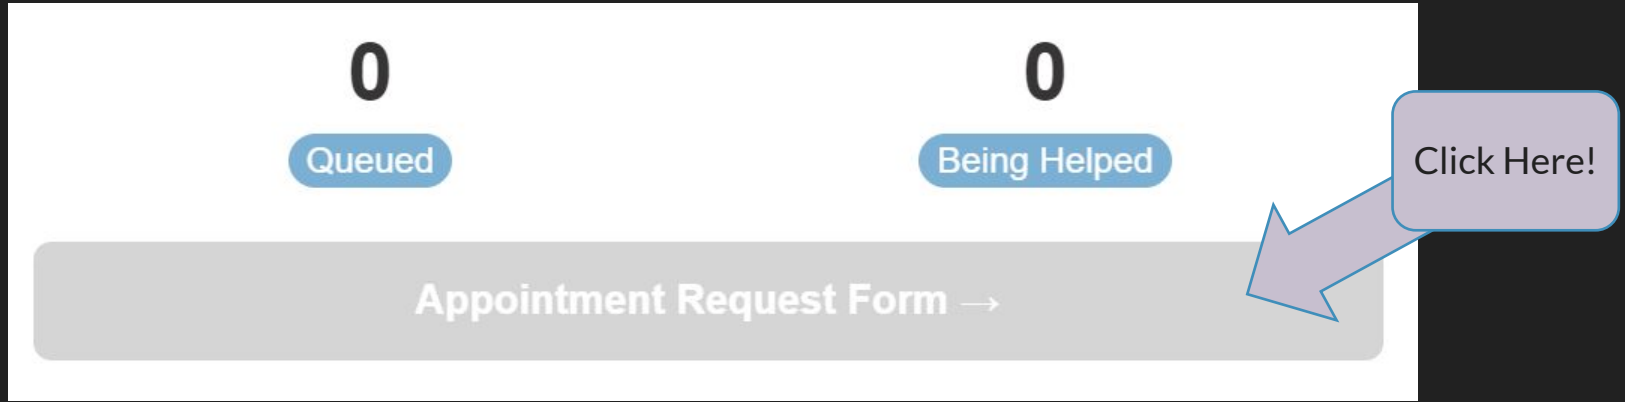 0
Queued
0
Being Helped
Click Here!
Appointment Request Form →